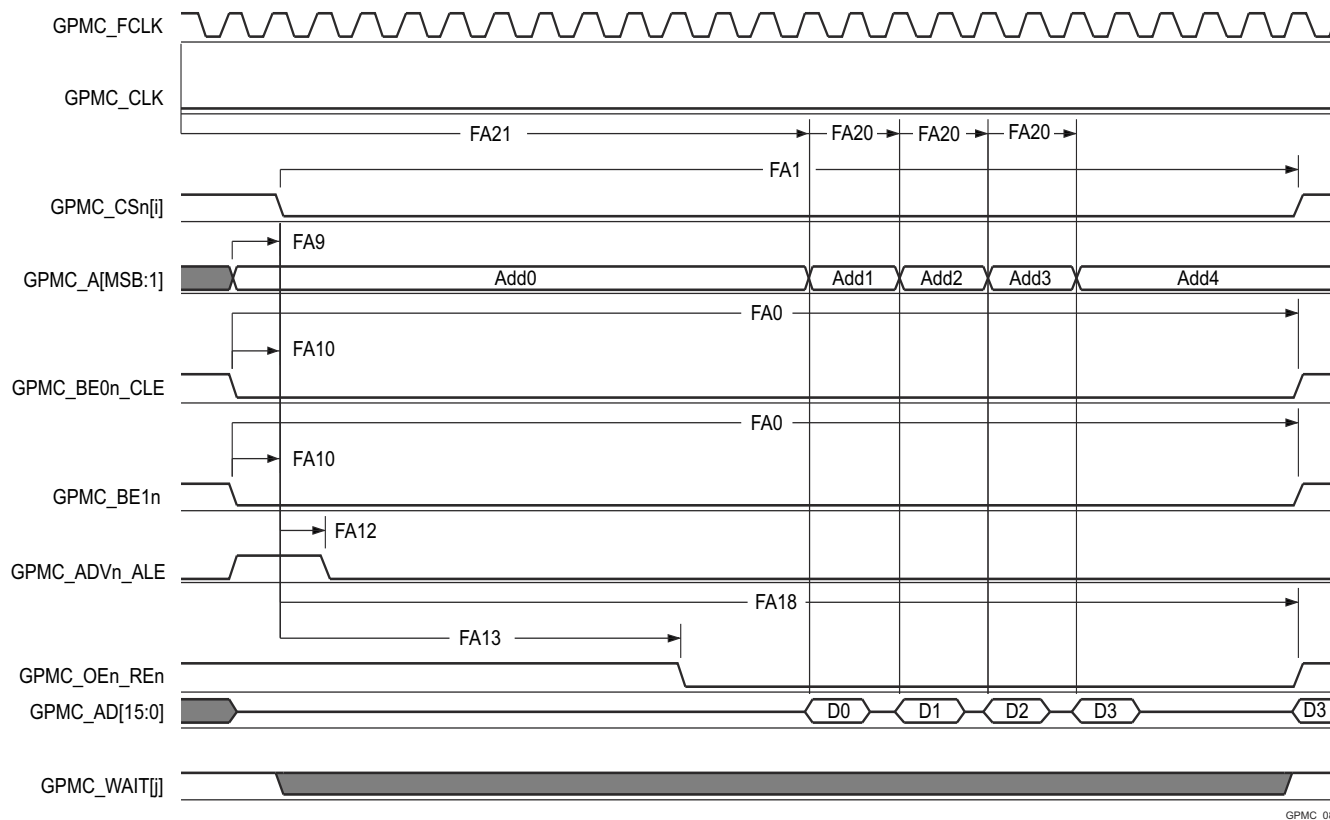 GPMC_FCLK
GPMC_CLK
FA21 FA20 FA20 FA20
FA1
GPMC_CSn[i]
FA9
GPMC_A[MSB:1] Add0 Add1 Add2 Add3 Add4
FA0
FA10
GPMC_BE0n_CLE
FA0
FA10
GPMC_BE1n
FA12
GPMC_ADVn_ALE
FA18
FA13
GPMC_OEn_REn
GPMC_AD[15:0] D0 D1 D2 D3 D3
GPMC_WAIT[j]